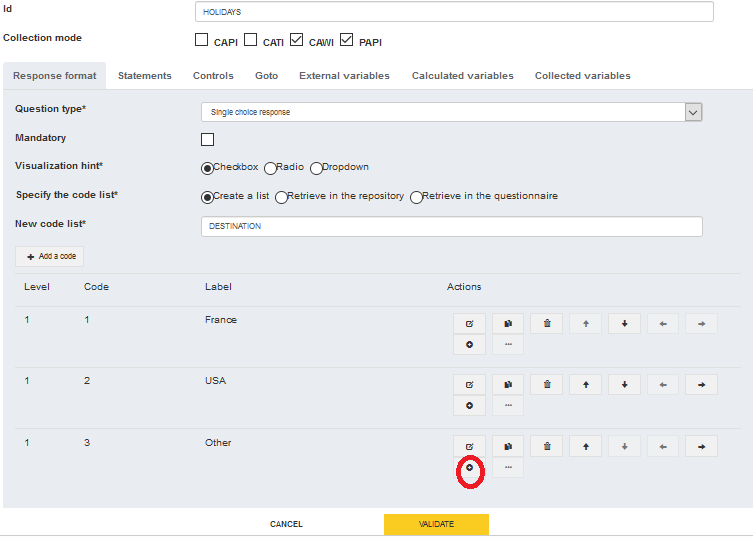 Id
HOLIDAYS
Collection mode
CAPI CATI CAWI PAPI
Response format Statements Controls Goto External variables Calculated variables Collected variables
Question type*
Single choice response
Mandatory
Visualization hint*
Checkbox Radio Dropdown
Specify the code list*
Create a list Retrieve in the repository Retrieve in the questionnaire
New code list*
DESTINATION
+ Add a code
Level Code Label Actions
1 1 France
...
1 2 USA
...
1 3 Other
...
CANCEL VALIDATE